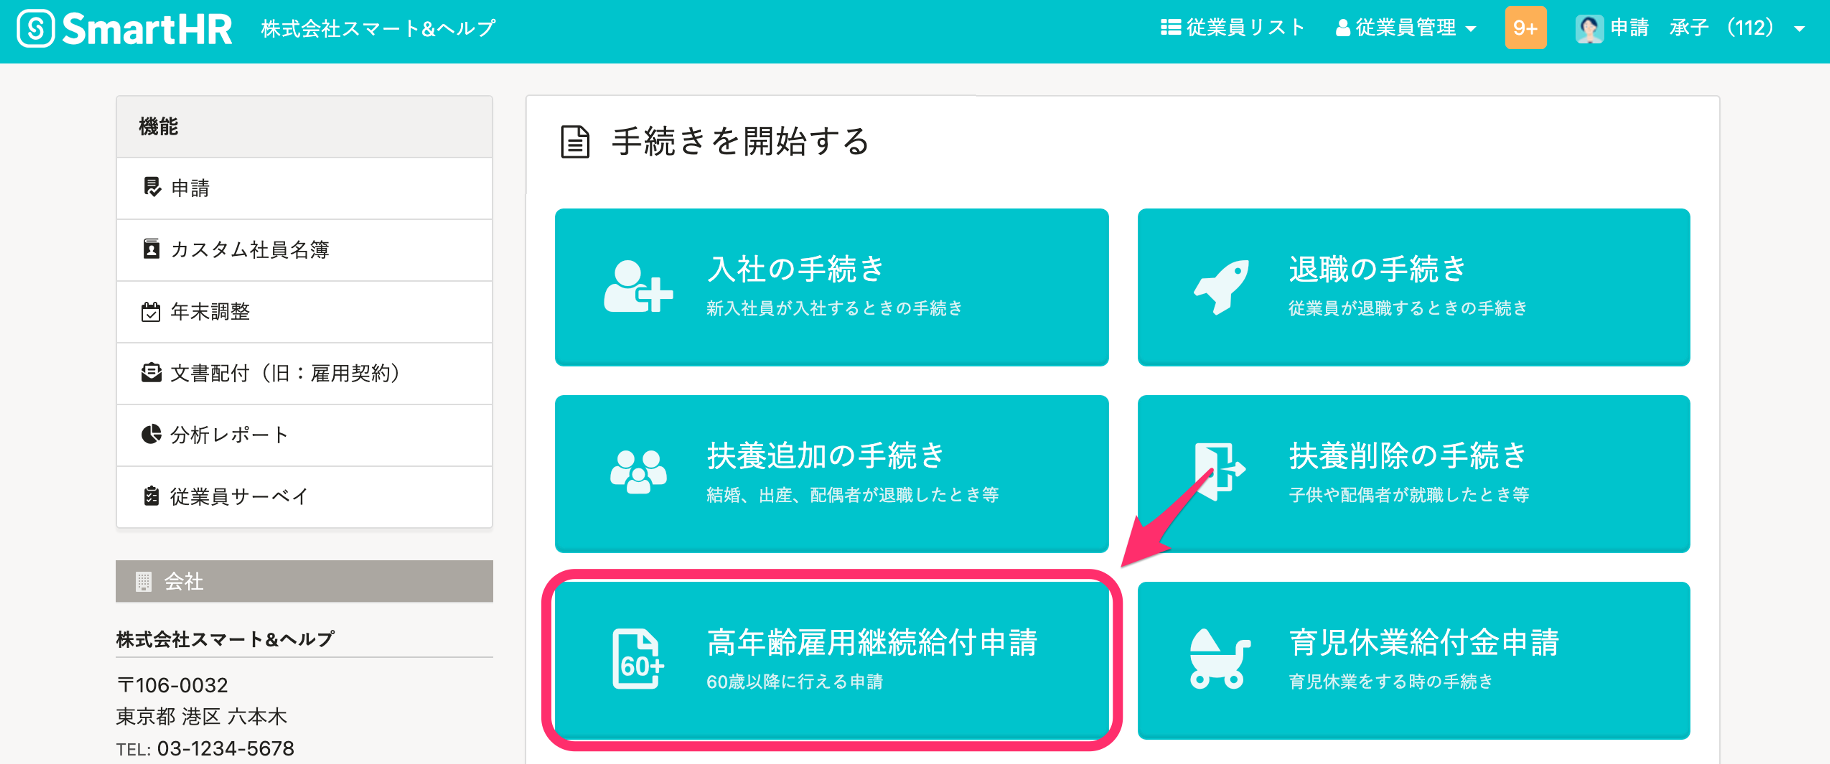 SmartHR 株式会社スマート&ヘルプ 従業員リスト 従業員管理 9+ 申請 承子 (112)
機能
申請
カスタム社員名簿
年末調整
文書配付（旧：雇用契約）
分析レポート
従業員サーベイ
会社
株式会社スマート&ヘルプ
〒106-0032
東京都 港区 六本木
TEL: 03-1234-5678
手続きを開始する
入社の手続き
新入社員が入社するときの手続き
退職の手続き
従業員が退職するときの手続き
扶養追加の手続き
結婚、出産、配偶者が退職したとき等
扶養削除の手続き
子供や配偶者が就職したとき等
60+
高年齢雇用継続給付申請
60歳以降に行える申請
育児休業給付金申請
育児休業をする時の手続き